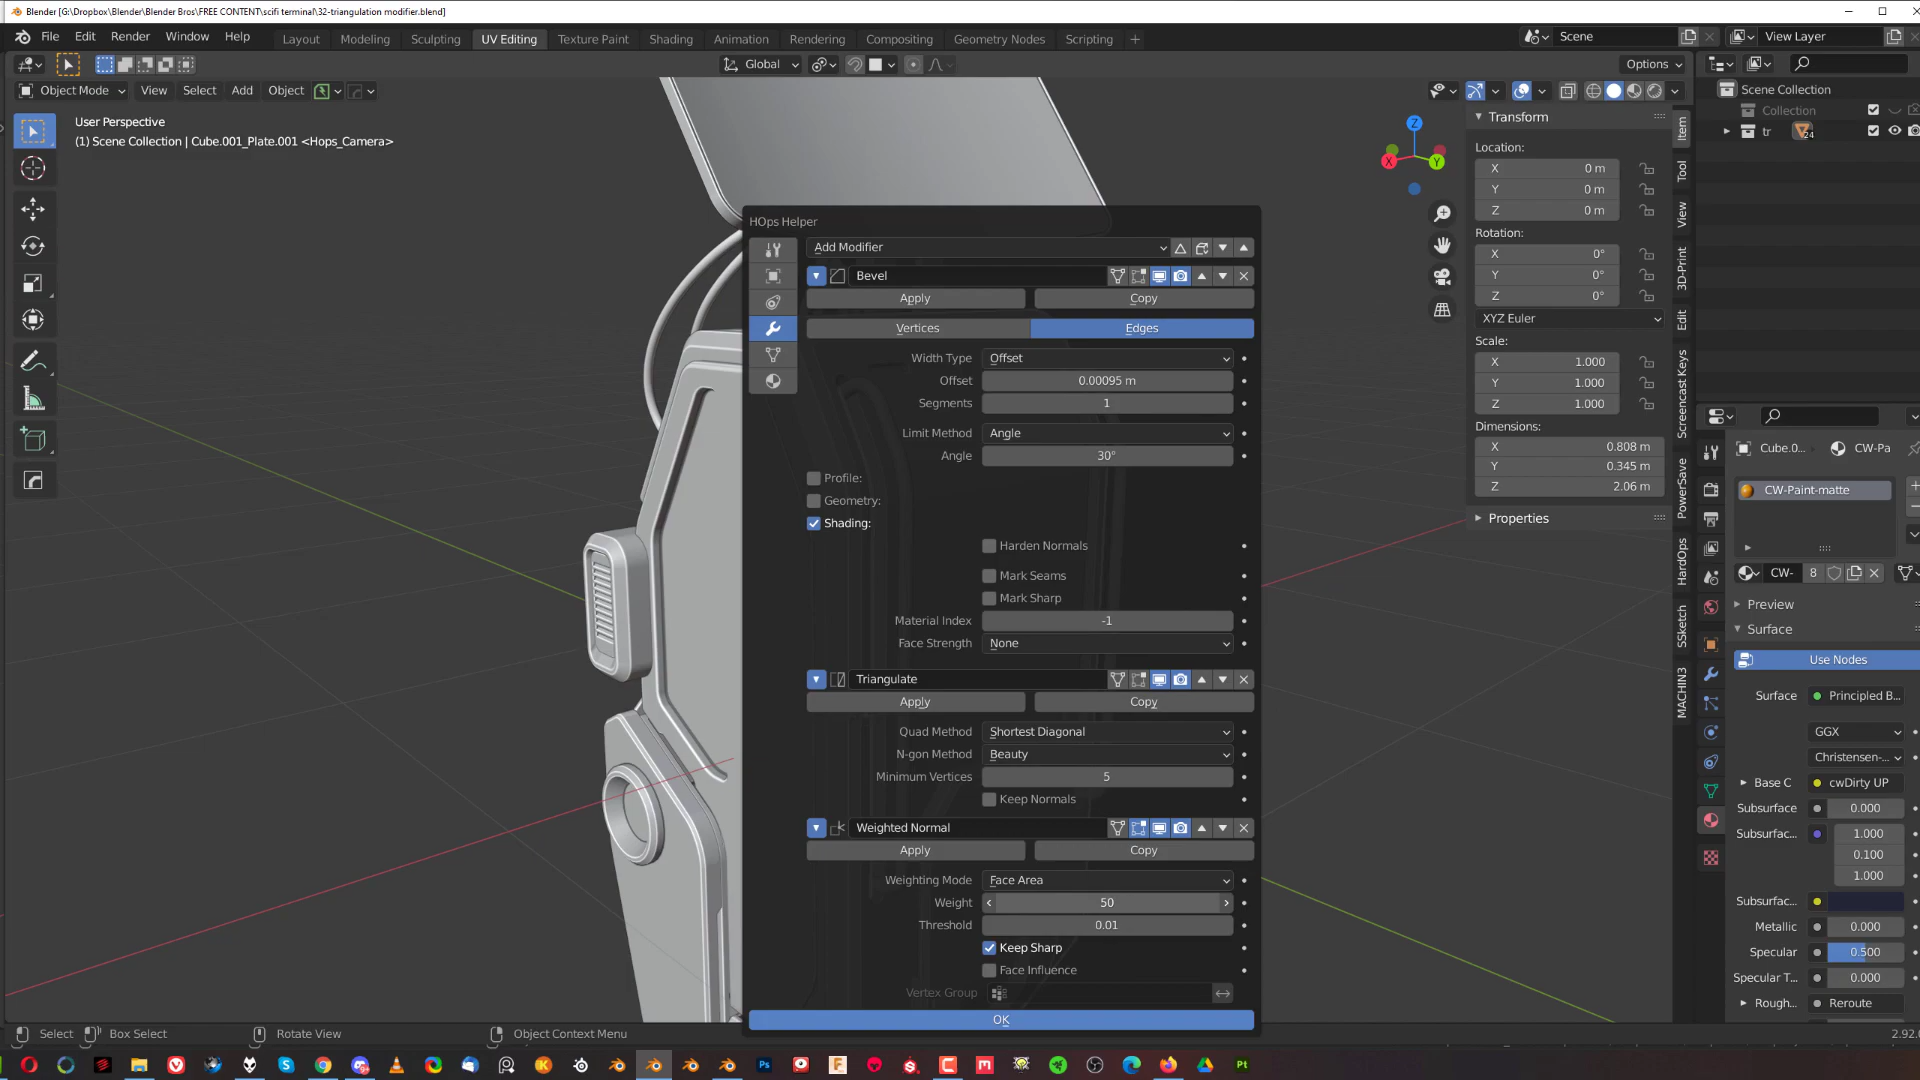 Blender [G:\Dropbox\Blender\Blender Bros\FREE CONTENT\scifi terminal\32-triangulation modifier.blend]
File Edit Render Window Help Layout Modeling Sculpting UV Editing Texture Paint Shading Animation Rendering Compositing Geometry Nodes Scripting + Scene View Layer
Global Options
Object Mode View Select Add Object
User Perspective
(1) Scene Collection | Cube.001_Plate.001 <Hops_Camera>
Z
X
Y
HOps Helper
Add Modifier
Bevel
Apply Copy
Vertices Edges
Width Type Offset
Offset 0.00095 m
Segments 1
Limit Method Angle
Angle 30°
Profile:
Geometry:
Shading:
Harden Normals
Mark Seams
Mark Sharp
Material Index -1
Face Strength None
Triangulate
Apply Copy
Quad Method Shortest Diagonal
N-gon Method Beauty
Minimum Vertices 5
Keep Normals
Weighted Normal
Apply Copy
Weighting Mode Face Area
Weight 50
Threshold 0.01
Keep Sharp
Face Influence
Vertex Group
OK
Transform
Location:
X 0 m
Y 0 m
Z 0 m
Rotation:
X 0°
Y 0°
Z 0°
XYZ Euler
Scale:
X 1.000
Y 1.000
Z 1.000
Dimensions:
X 0.808 m
Y 0.345 m
Z 2.06 m
Properties
Item
Tool
View
3D-Print
Edit
Screencast Keys
PowerSave
HardOps
SSketch
MACHIN3
Scene Collection
Collection
tr 24
Cube.0... CW-Pa
CW-Paint-matte
CW- 8
Preview
Surface
Use Nodes
Surface Principled B...
GGX
Christensen-...
Base C cwDirty UP
Subsurface 0.000
Subsurfac... 1.000
0.100
1.000
Subsurfac...
Metallic 0.000
Specular 0.500
Specular T... 0.000
Rough... Reroute
Select Box Select Rotate View Object Context Menu 2.92.